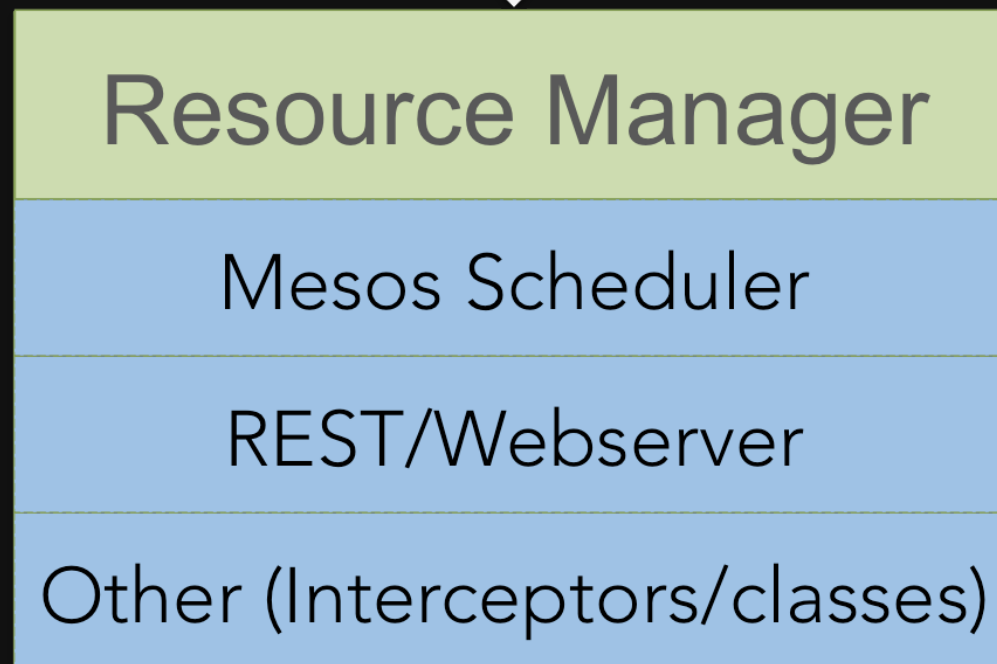 Resource Manager
Mesos Scheduler
REST/Webserver
Other (Interceptors/classes)